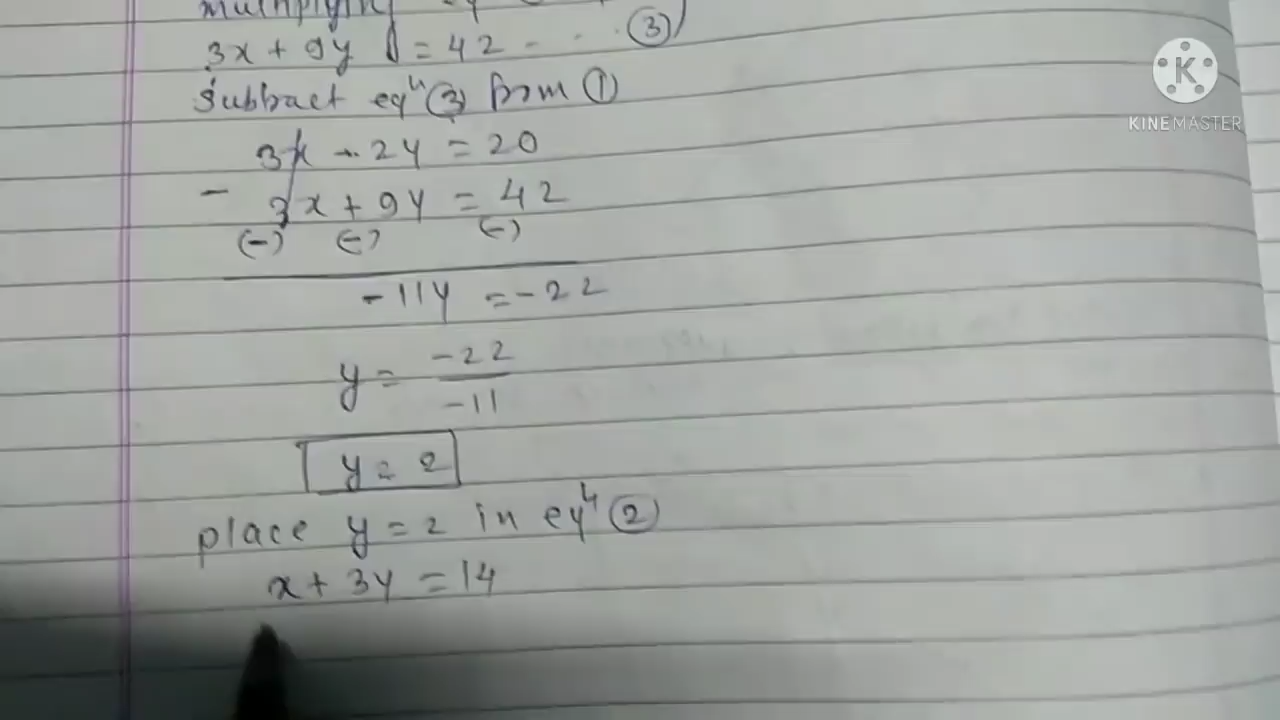 multiplying
3x + 9y = 42 - - · ③
Subtract eqⁿ ③ from ①
3x - 2y = 20
- 3x + 9y = 42
(-) (-) (-)
-11y = -22
y = -22/-11
y = 2
place y = 2 in eqⁿ ②
x + 3y = 14
K
KINEMASTER